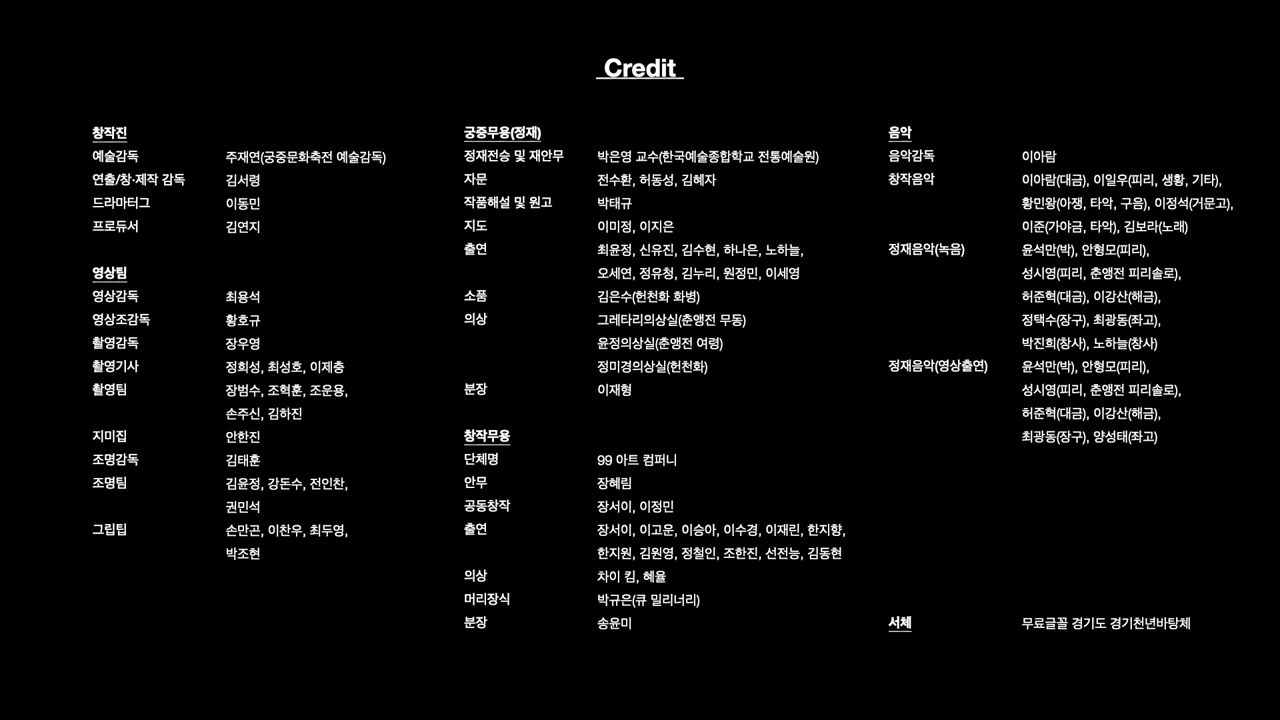 Credit
창작진
예술감독 주재연(궁중문화축전 예술감독)
연출/창·제작 감독 김서령
드라마터그 이동민
프로듀서 김연지
영상팀
영상감독 최용석
영상조감독 황호규
촬영감독 장우영
촬영기사 정희성, 최성호, 이제충
촬영팀 장범수, 조혁훈, 조운용,
손주신, 김하진
지미집 안한진
조명감독 김태훈
조명팀 김윤정, 강돈수, 전인찬,
권민석
그립팁 손만곤, 이찬우, 최두영,
박조현
궁중무용(정재)
정재전승 및 재안무 박은영 교수(한국예술종합학교 전통예술원)
자문 전수환, 허동성, 김혜자
작품해설 및 원고 박태규
지도 이미정, 이지은
출연 최윤정, 신유진, 김수현, 하나은, 노하늘,
오세연, 정유청, 김누리, 원정민, 이세영
소품 김은수(헌천화 화병)
의상 그레타리의상실(춘앵전 무동)
윤정의상실(춘앵전 여령)
정미경의상실(헌천화)
분장 이재형
창작무용
단체명 99 아트 컴퍼니
안무 장혜림
공동창작 장서이, 이정민
출연 장서이, 이고운, 이승아, 이수경, 이재린, 한지향,
한지원, 김원영, 정철인, 조한진, 선전능, 김동현
의상 차이 킴, 혜율
머리장식 박규은(큐 밀리너리)
분장 송윤미
음악
음악감독 이아람
창작음악 이아람(대금), 이일우(피리, 생황, 기타),
황민왕(아쟁, 타악, 구음), 이정석(거문고),
이준(가야금, 타악), 김보라(노래)
정재음악(녹음) 윤석만(박), 안형모(피리),
성시영(피리, 춘앵전 피리솔로),
허준혁(대금), 이강산(해금),
정택수(장구), 최광동(좌고),
박진희(창사), 노하늘(창사)
정재음악(영상출연) 윤석만(박), 안형모(피리),
성시영(피리, 춘앵전 피리솔로),
허준혁(대금), 이강산(해금),
최광동(장구), 양성태(좌고)
서체 무료글꼴 경기도 경기천년바탕체